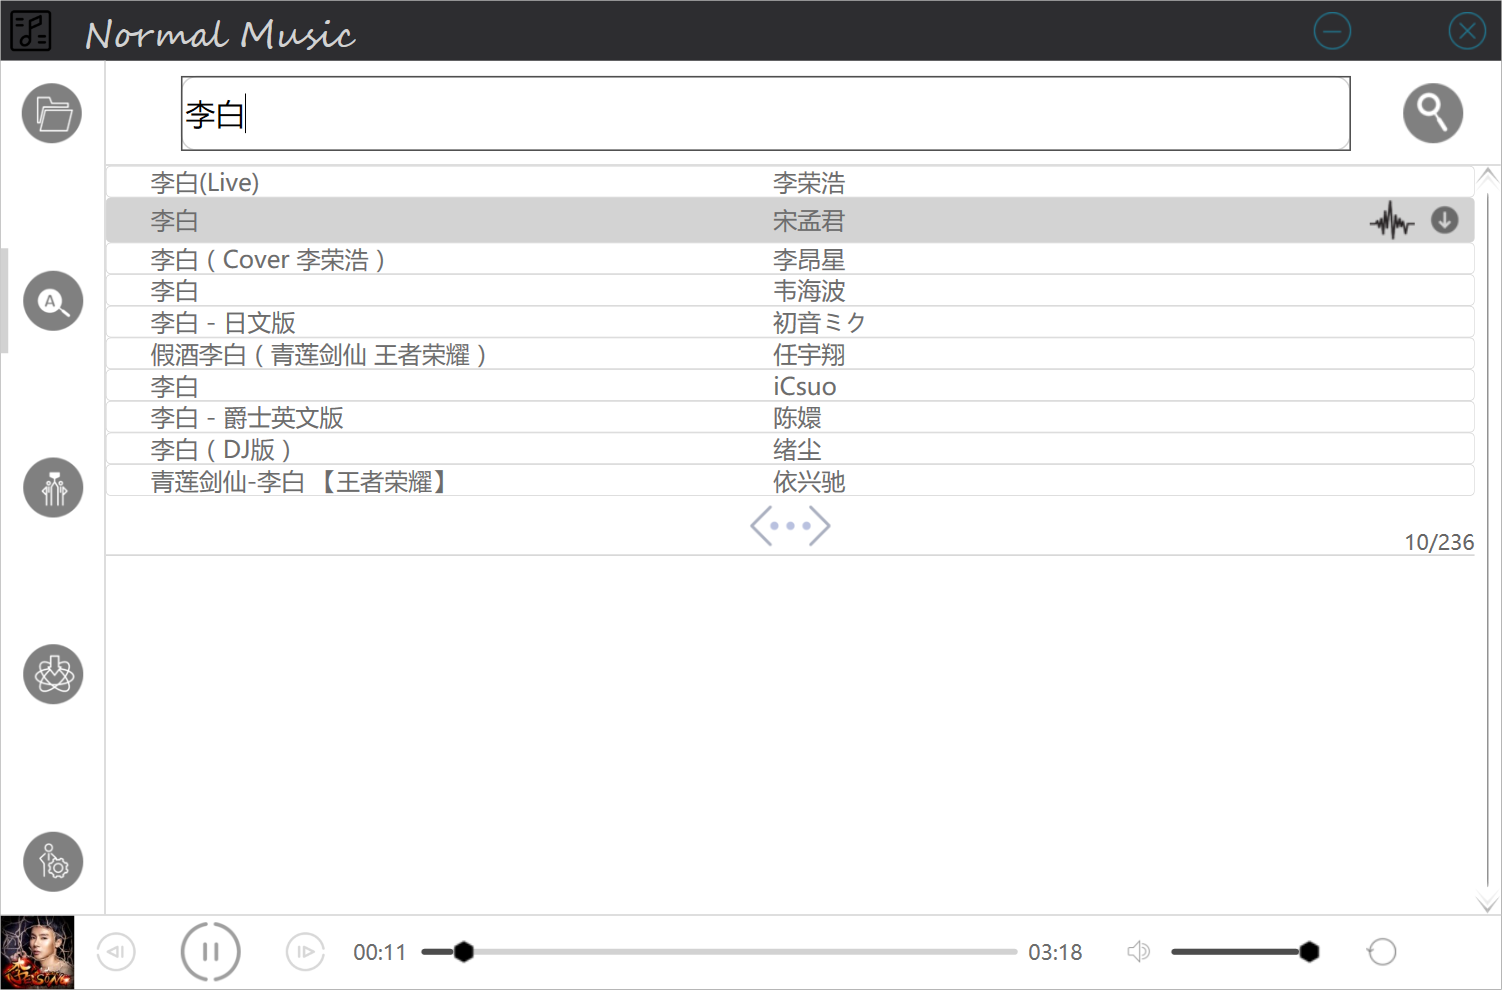 Normal Music
李白
李白(Live) 李荣浩
李白 宋孟君
李白（Cover 李荣浩） 李昂星
李白 韦海波
李白 - 日文版 初音ミク
假酒李白（青莲剑仙 王者荣耀） 任宇翔
李白 iCsuo
李白 - 爵士英文版 陈嬛
李白（DJ版） 绪尘
青莲剑仙-李白 【王者荣耀】 依兴驰
10/236
00:11 03:18